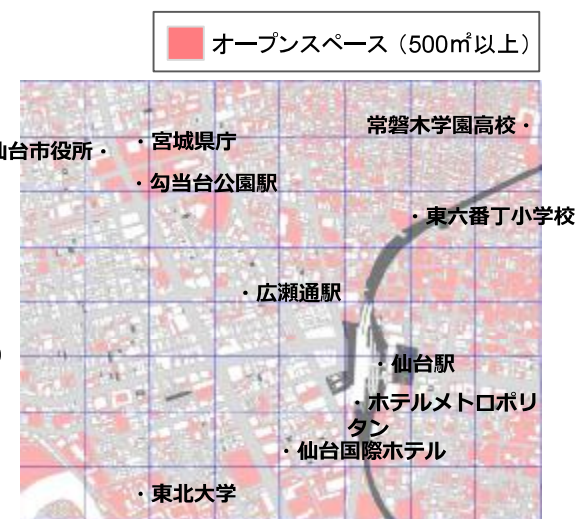 オープンスペース（500㎡以上）
常磐木学園高校・
・宮城県庁
仙台市役所・
・勾当台公園駅
・東六番丁小学校
・広瀬通駅
・仙台駅
・ホテルメトロポリ
タン
・仙台国際ホテル
・東北大学